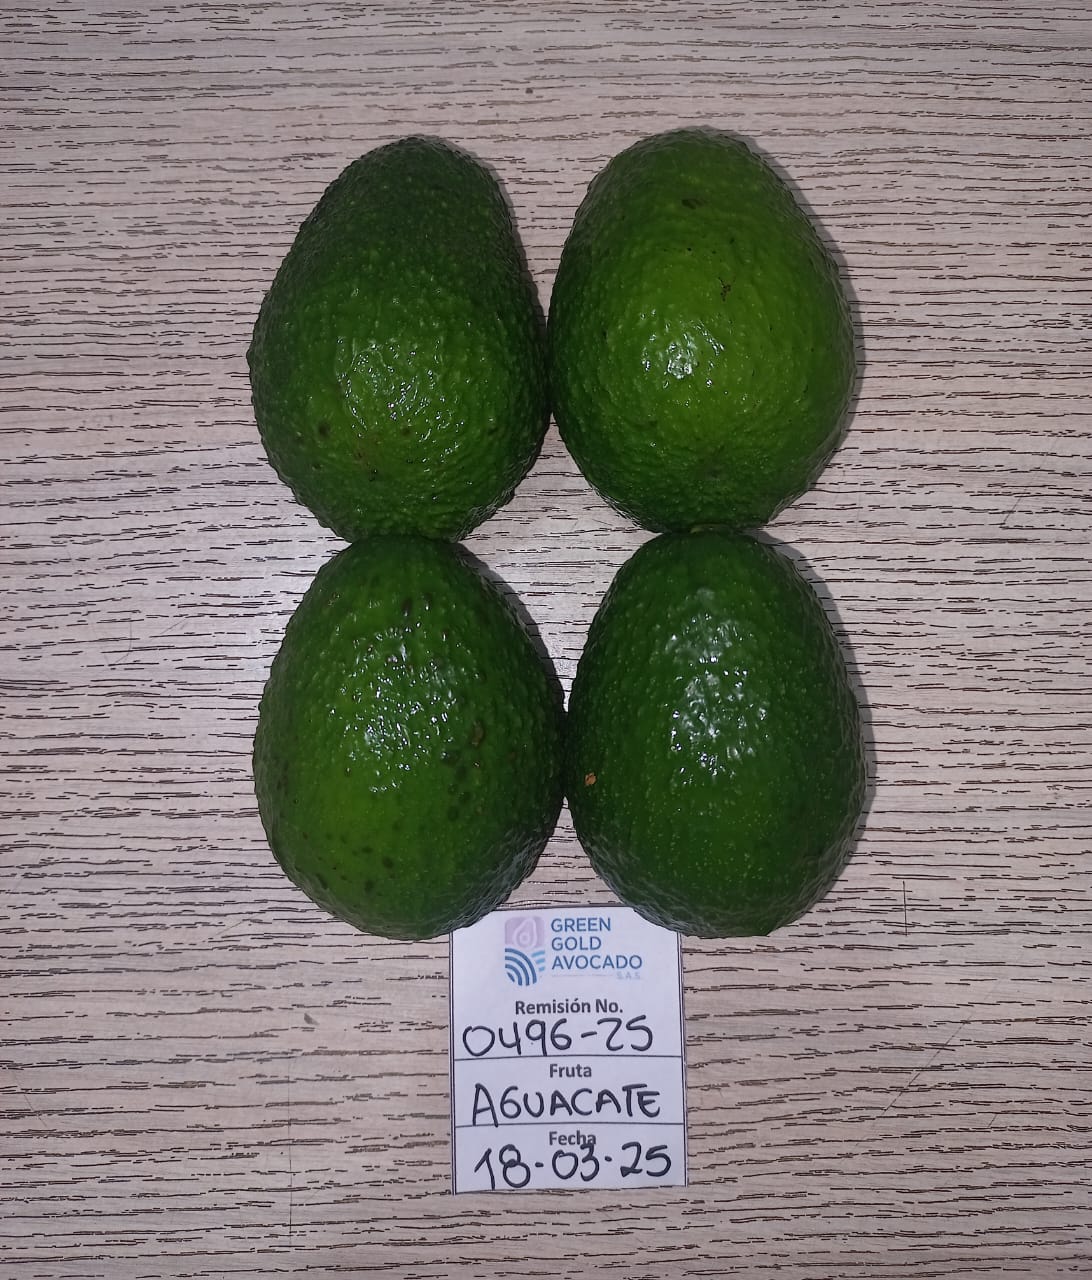 GREEN
GOLD
AVOCADO
S.A.S.
Remisión No.
0496-25
Fruta
AGUACATE
Fecha
18-03-25